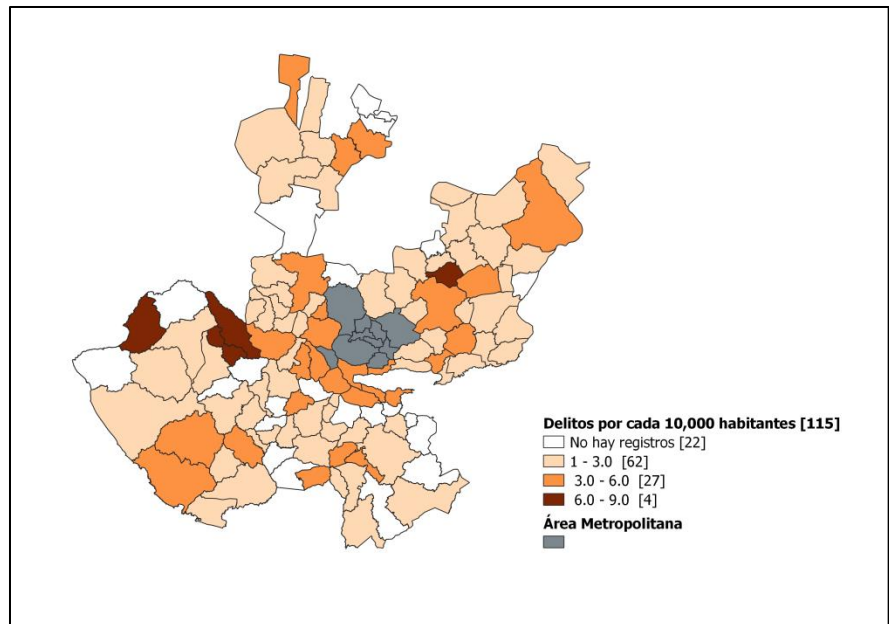 Delitos por cada 10,000 habitantes [115]
No hay registros [22]
1 - 3.0 [62]
3.0 - 6.0 [27]
6.0 - 9.0 [4]
Área Metropolitana